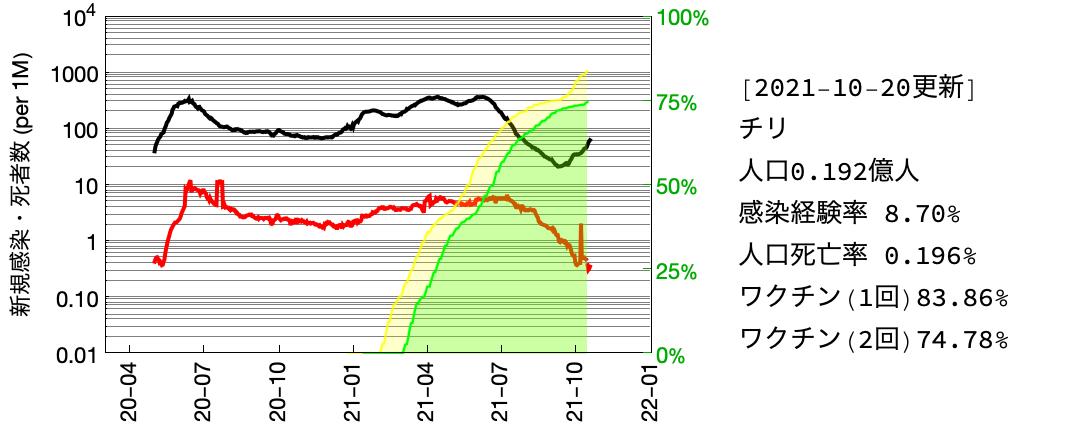 新規感染・死者数 (per 1M)
10^4
1000
100
10
1
0.10
0.01
100%
75%
50%
25%
0%
20-04
20-07
20-10
21-01
21-04
21-07
21-10
22-01
[2021-10-20更新]
チリ
人口0.192億人
感染経験率 8.70%
人口死亡率 0.196%
ワクチン(1回)83.86%
ワクチン(2回)74.78%